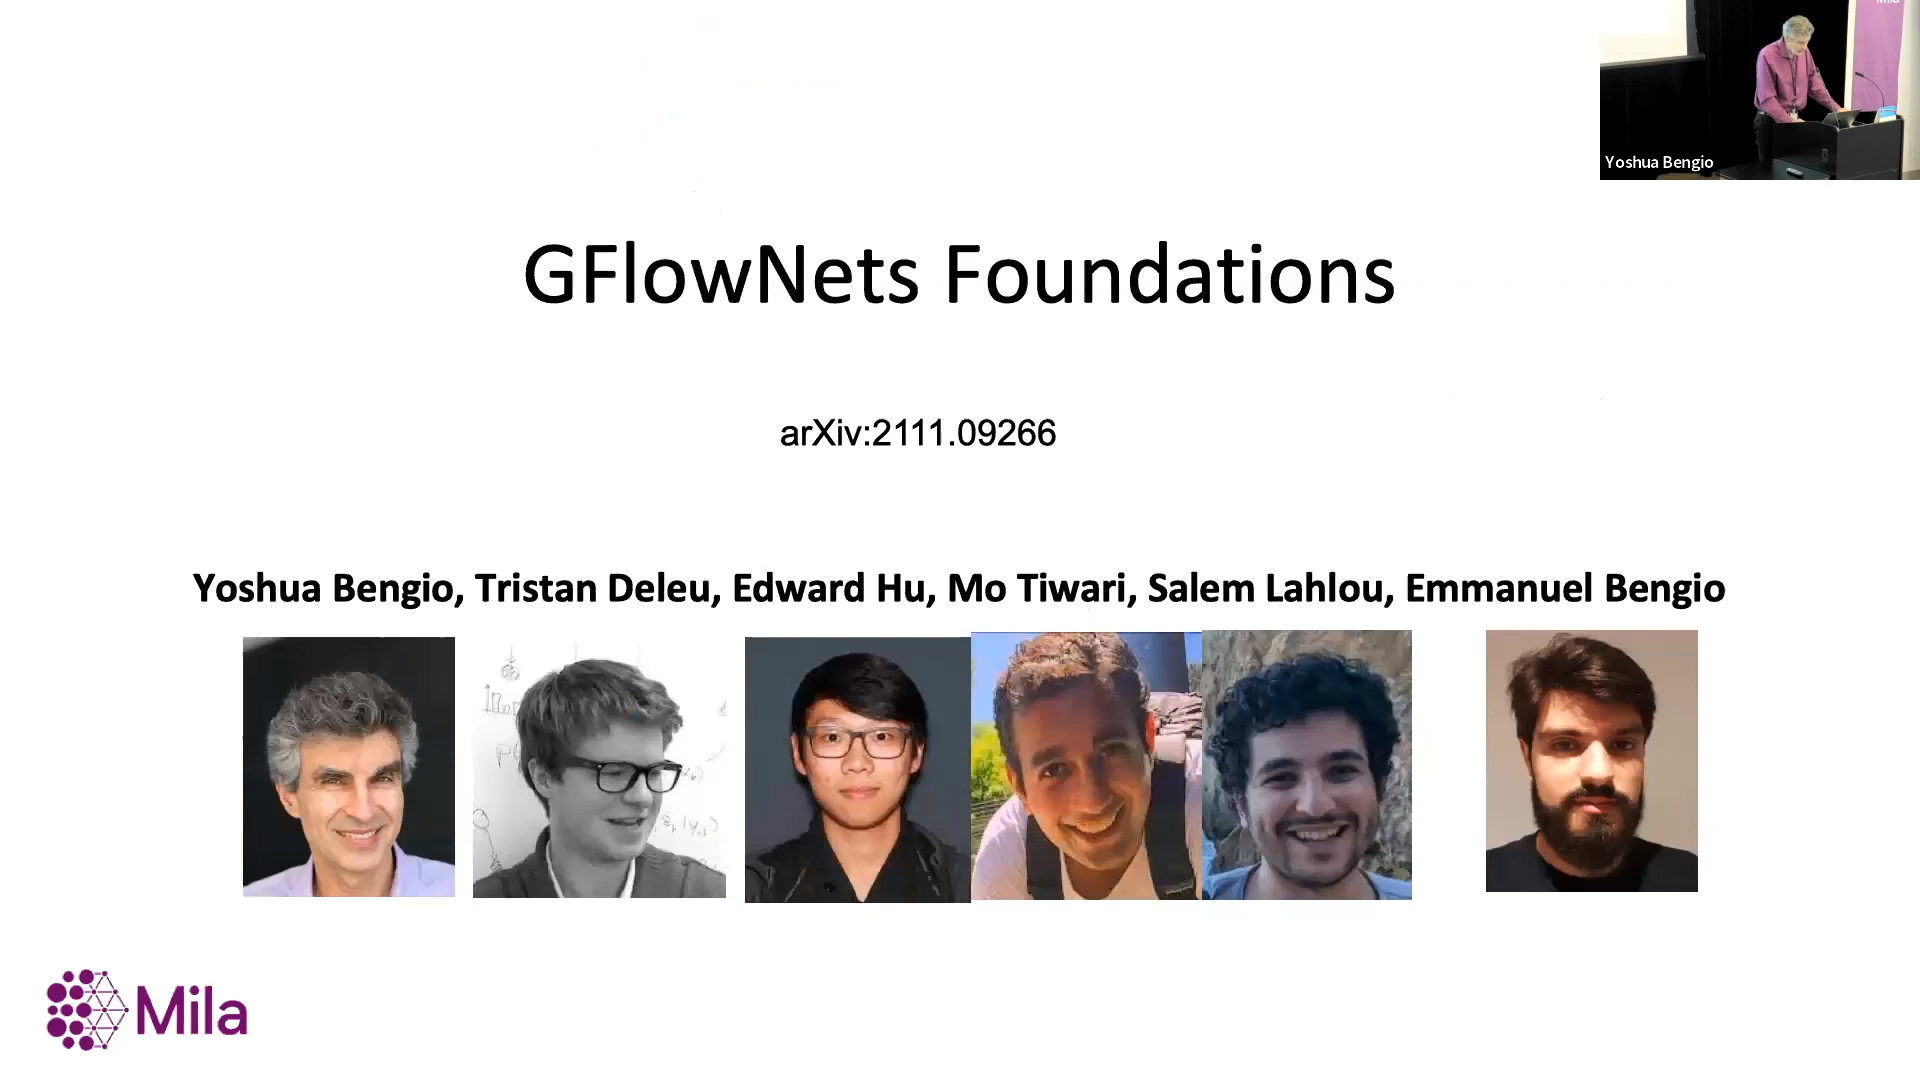 Yoshua Bengio
GFlowNets Foundations
arXiv:2111.09266
Yoshua Bengio, Tristan Deleu, Edward Hu, Mo Tiwari, Salem Lahlou, Emmanuel Bengio
Mila